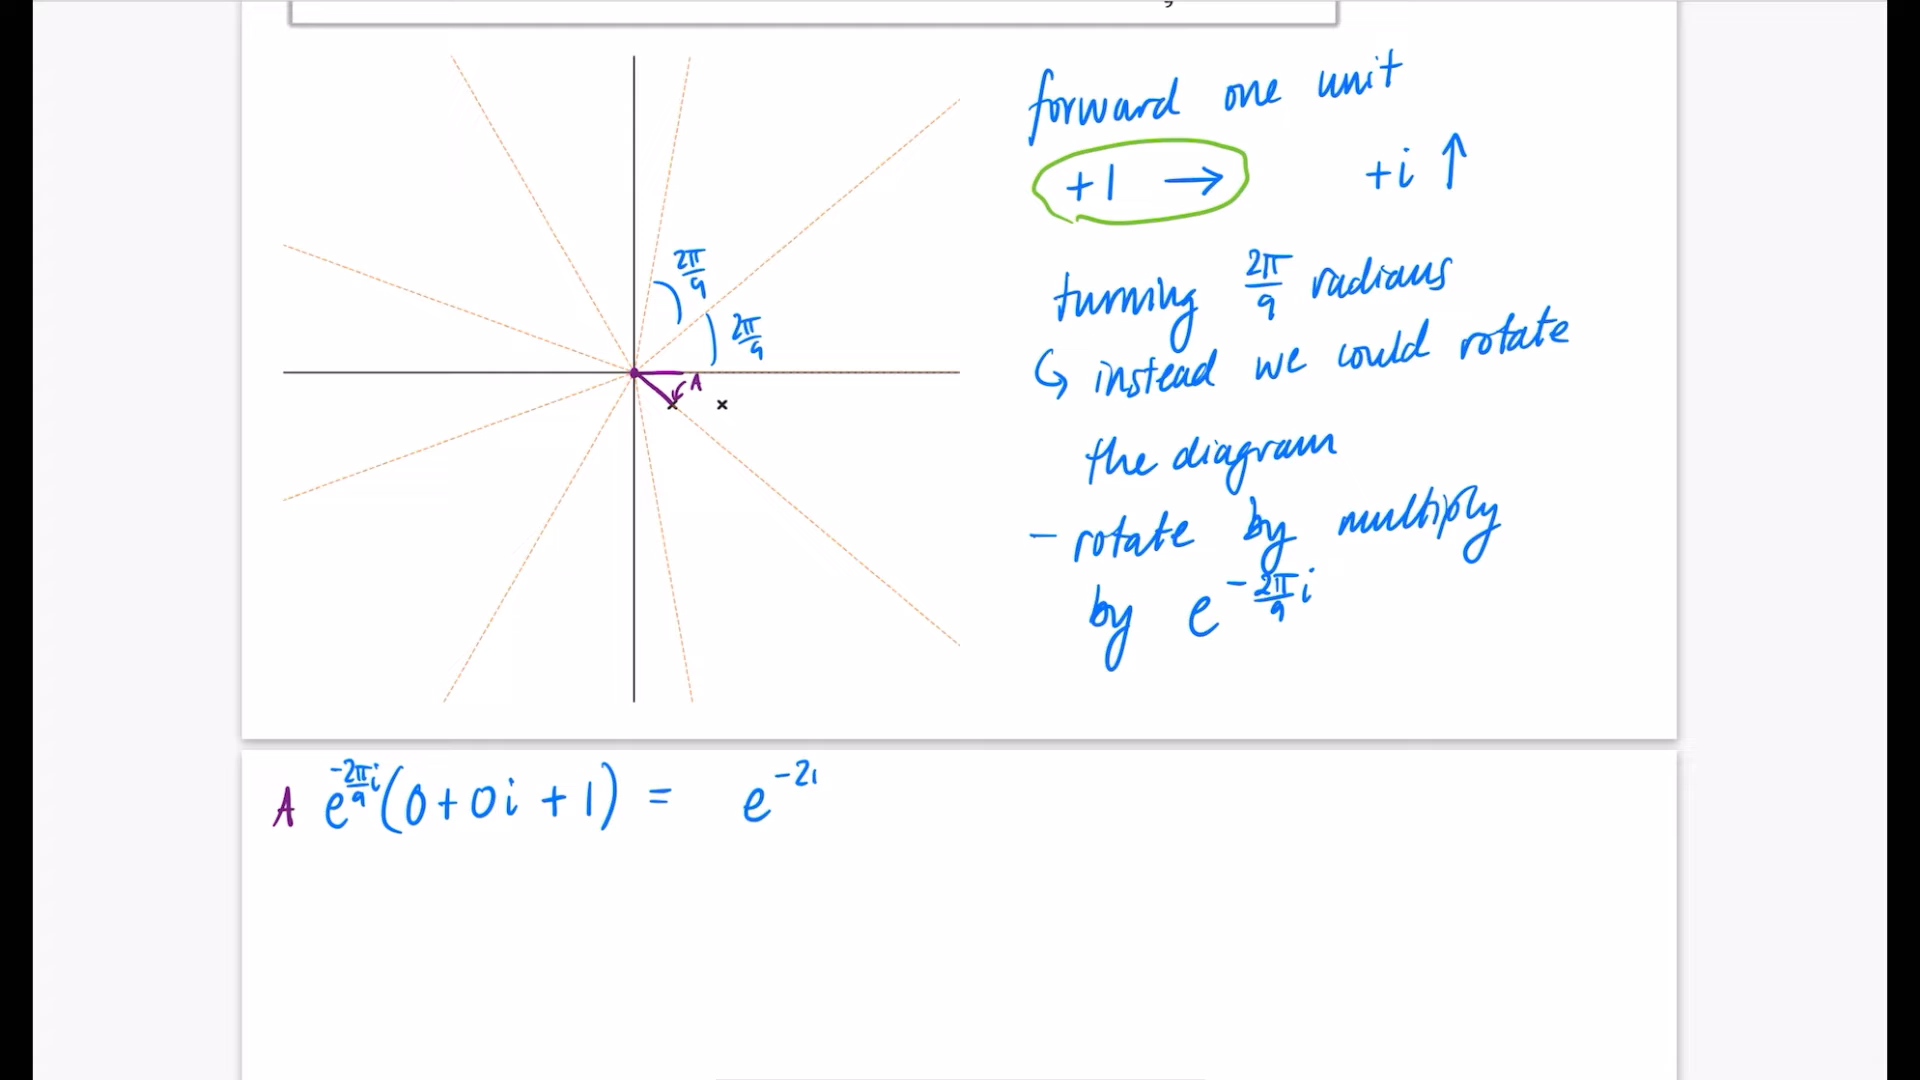 forward one unit
+1 → +i ↑
turning 2π/9 radians
↳ instead we could rotate
the diagram
- rotate by multiply
by e^(-2π/9 i)
2π/9
2π/9
A
A e^(-2π/9 i)(0+0i+1) = e^-2